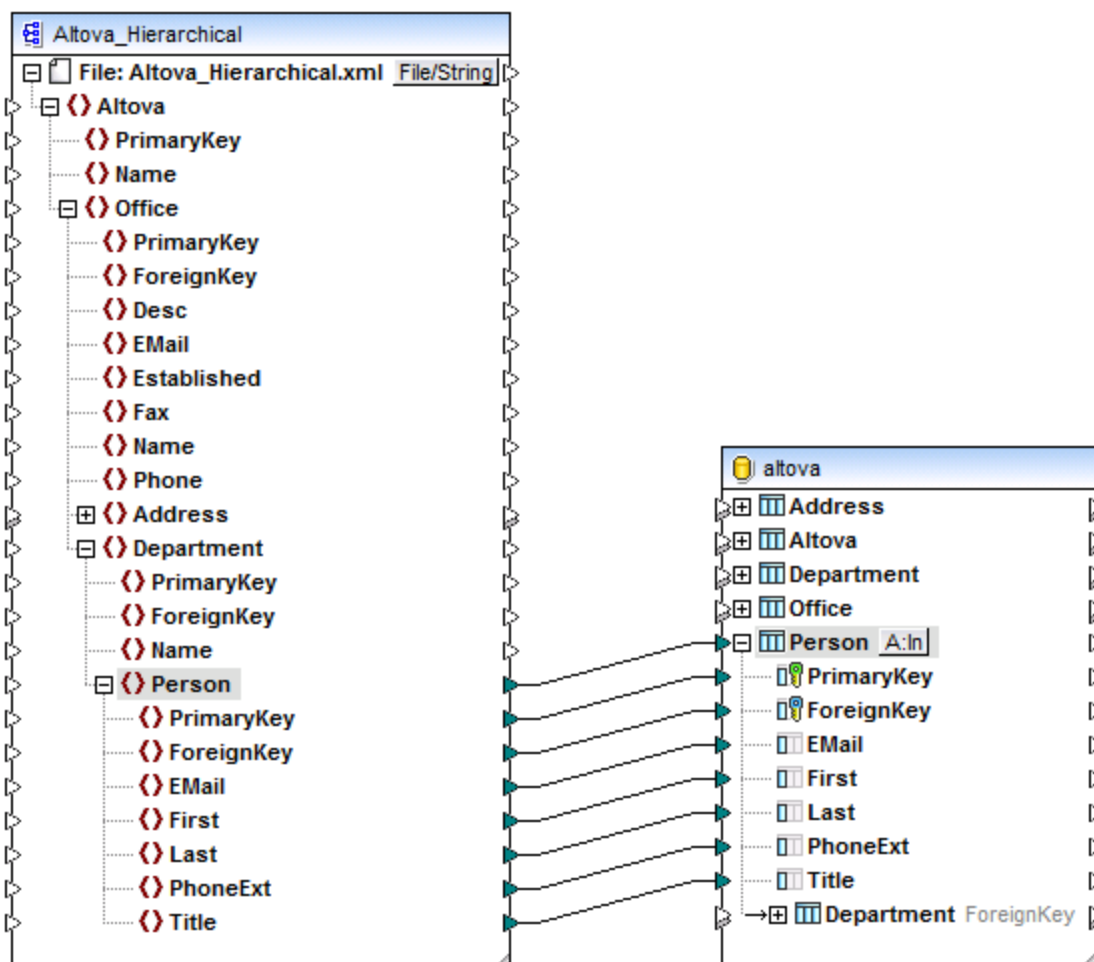 Altova_Hierarchical
File: Altova_Hierarchical.xml File/String
Altova
PrimaryKey
Name
Office
PrimaryKey
ForeignKey
Desc
EMail
Established
Fax
Name
Phone
Address
Department
PrimaryKey
ForeignKey
Name
Person
PrimaryKey
ForeignKey
EMail
First
Last
PhoneExt
Title
altova
Address
Altova
Department
Office
Person A:In
PrimaryKey
ForeignKey
EMail
First
Last
PhoneExt
Title
Department ForeignKey